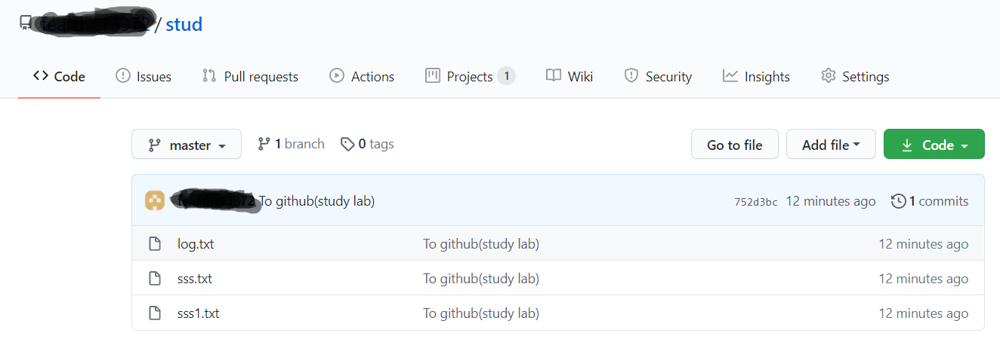 / stud
Code Issues Pull requests Actions Projects 1 Wiki Security Insights Settings
master 1 branch 0 tags Go to file Add file Code
To github(study lab) 752d3bc 12 minutes ago 1 commits
log.txt To github(study lab) 12 minutes ago
sss.txt To github(study lab) 12 minutes ago
sss1.txt To github(study lab) 12 minutes ago